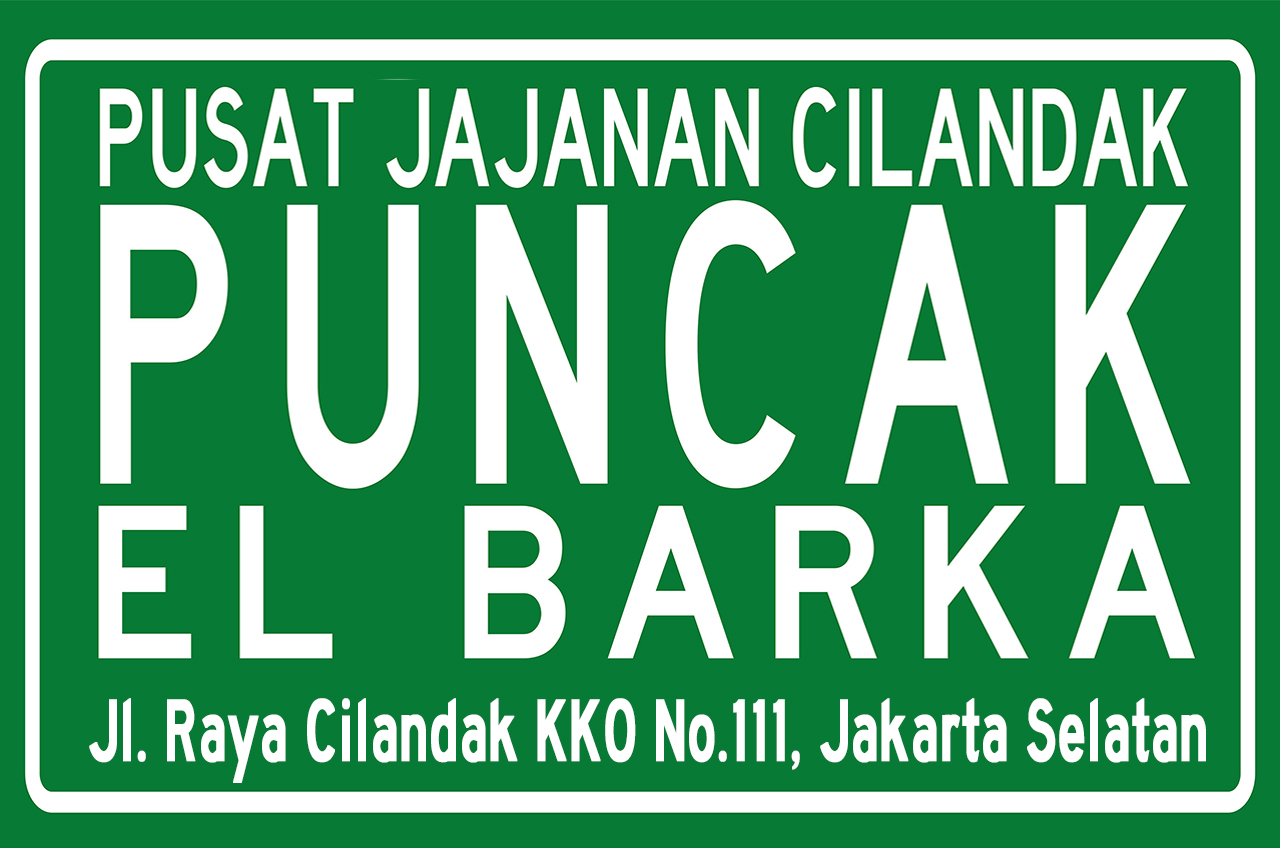 PUSAT JAJANAN CILANDAK
PUNCAK
EL BARKA
Jl. Raya Cilandak KKO No.111, Jakarta Selatan